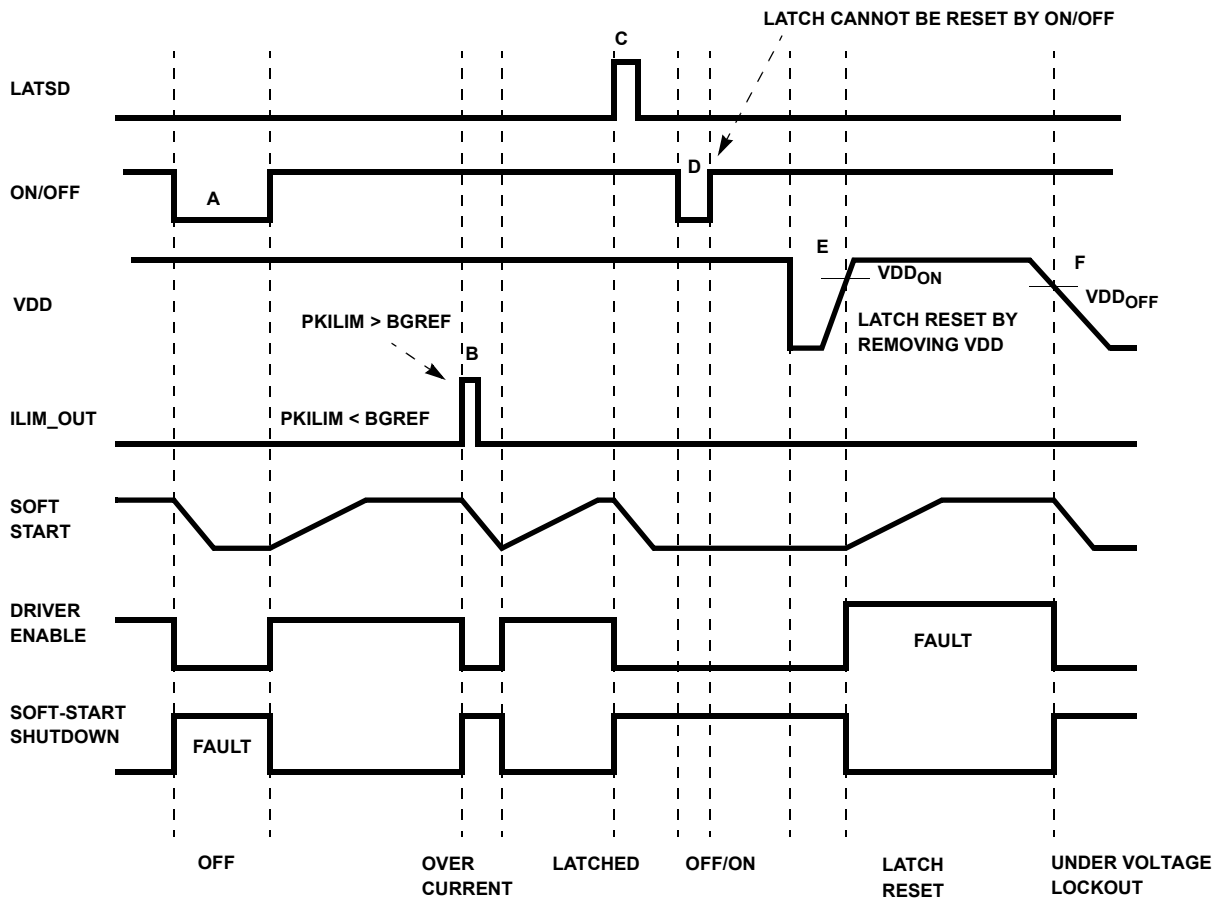 LATCH CANNOT BE RESET BY ON/OFF
C
LATSD
D
ON/OFF
A
E
F
VDD
VDDON
VDDOFF
LATCH RESET BY
REMOVING VDD
PKILIM > BGREF
B
ILIM_OUT
PKILIM < BGREF
SOFT
START
DRIVER
ENABLE
FAULT
SOFT-START
SHUTDOWN
FAULT
OFF
OVER
CURRENT
LATCHED
OFF/ON
LATCH
RESET
UNDER VOLTAGE
LOCKOUT